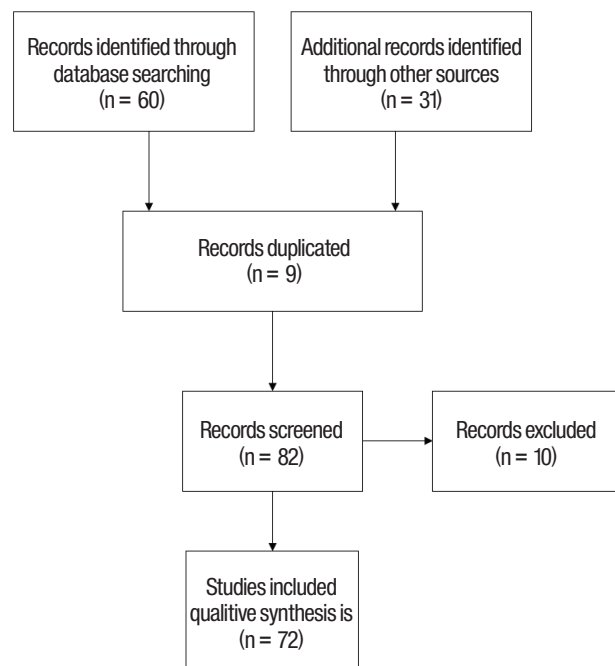 Records identified through
database searching
(n = 60)
Additional records identified
through other sources
(n = 31)
Records duplicated
(n = 9)
Records screened
(n = 82)
Records excluded
(n = 10)
Studies included
qualitive synthesis is
(n = 72)